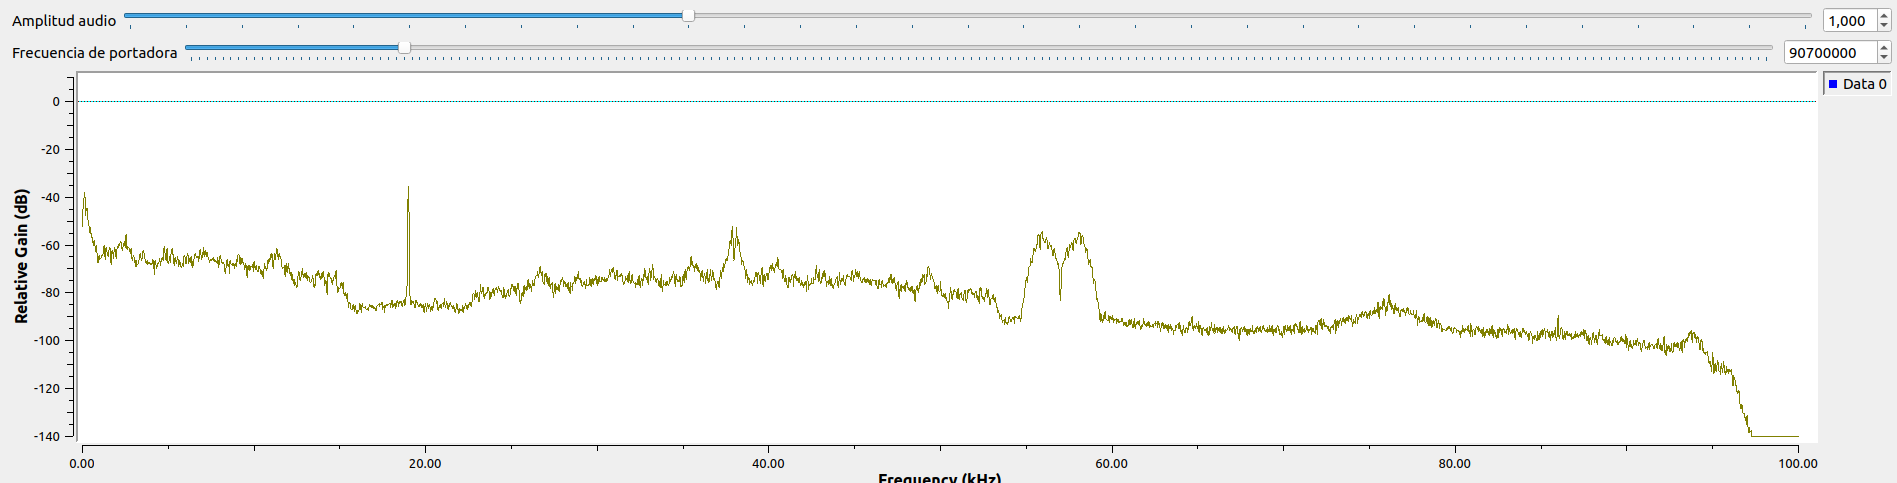 Amplitud audio 1,000
Frecuencia de portadora 90700000
Data 0
Relative Gain (dB)
0
-20
-40
-60
-80
-100
-120
-140
0.00 20.00 40.00 60.00 80.00 100.00
Frequency (kHz)